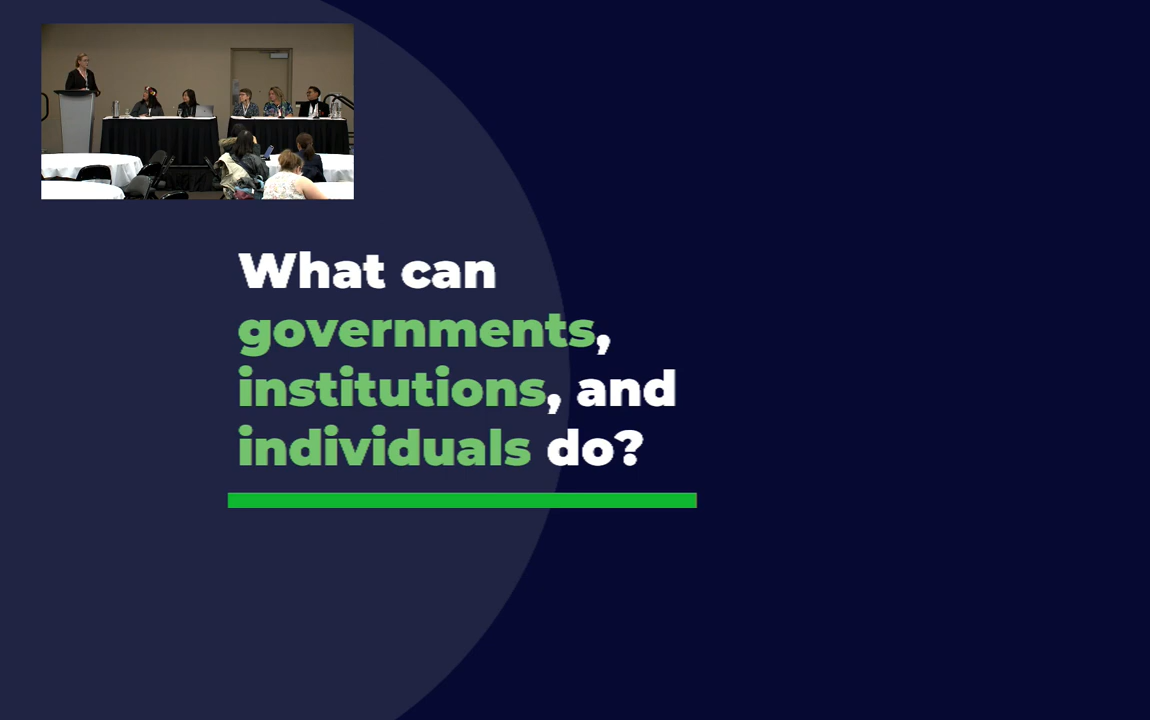 What can
governments,
institutions, and
individuals do?